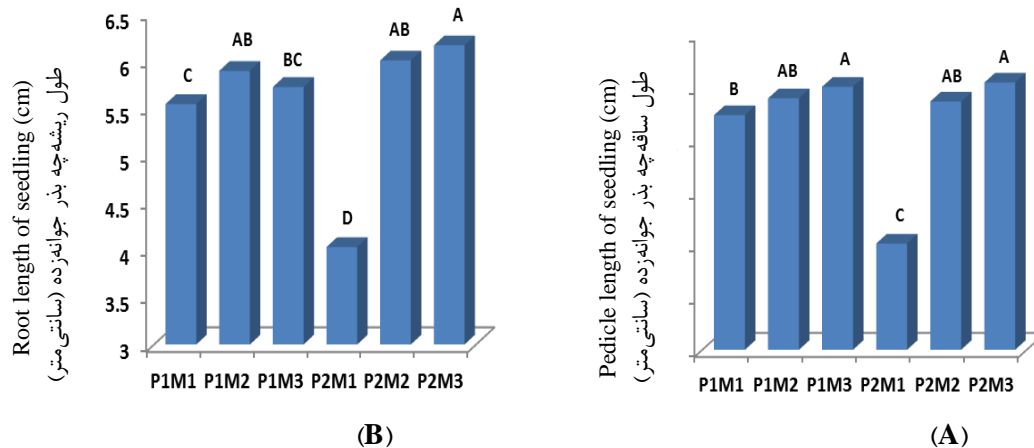 Root length of seedling (cm)
طول ریشه‌چه بذر جوانه‌زده (سانتی‌متر)
6.5
6
5.5
5
4.5
4
3.5
3
C
AB
BC
D
AB
A
P1M1 P1M2 P1M3 P2M1 P2M2 P2M3
(B)
Pedicle length of seedling (cm)
طول ساقه‌چه بذر جوانه‌زده (سانتی‌متر)
B
AB
A
C
AB
A
P1M1 P1M2 P1M3 P2M1 P2M2 P2M3
(A)